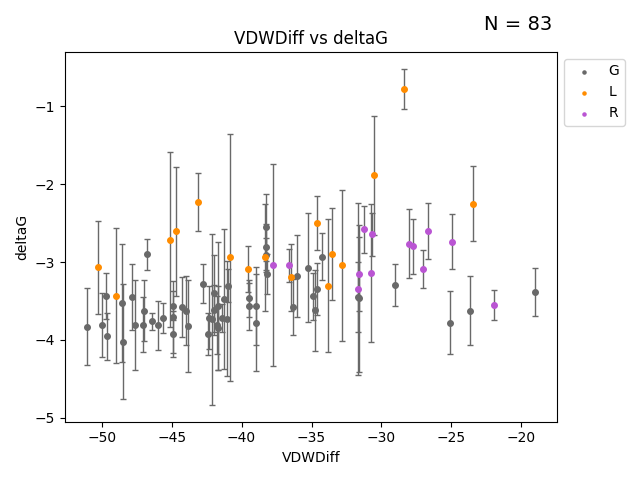 N = 83
VDWDiff vs deltaG
G
L
R
deltaG
−1
−2
−3
−4
−5
−50 −45 −40 −35 −30 −25 −20
VDWDiff